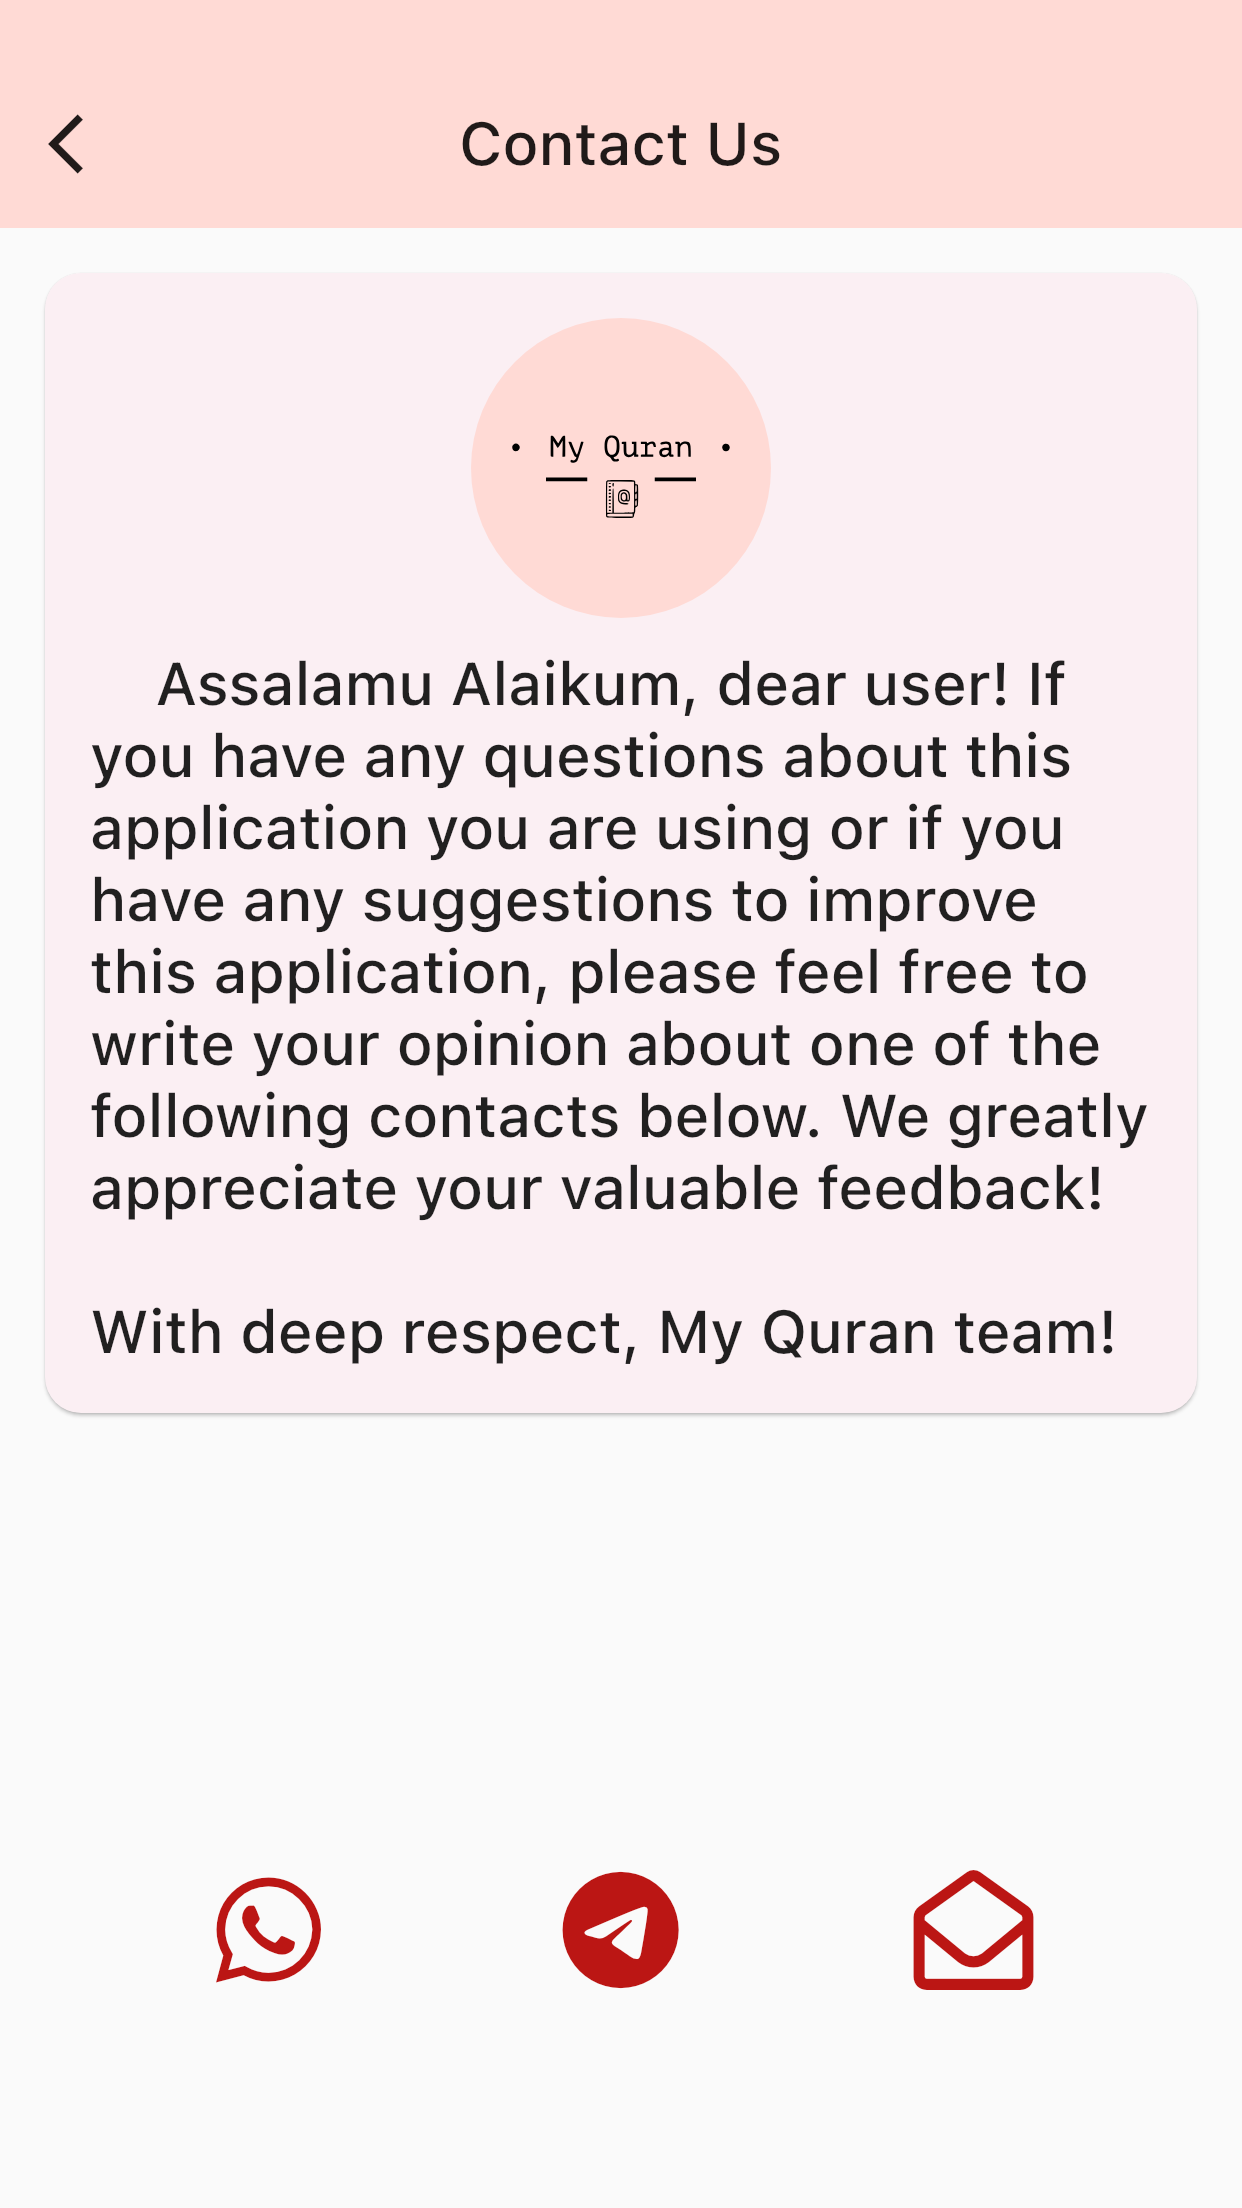 Contact Us
• My Quran •
@
Assalamu Alaikum, dear user! If
you have any questions about this
application you are using or if you
have any suggestions to improve
this application, please feel free to
write your opinion about one of the
following contacts below. We greatly
appreciate your valuable feedback!
With deep respect, My Quran team!